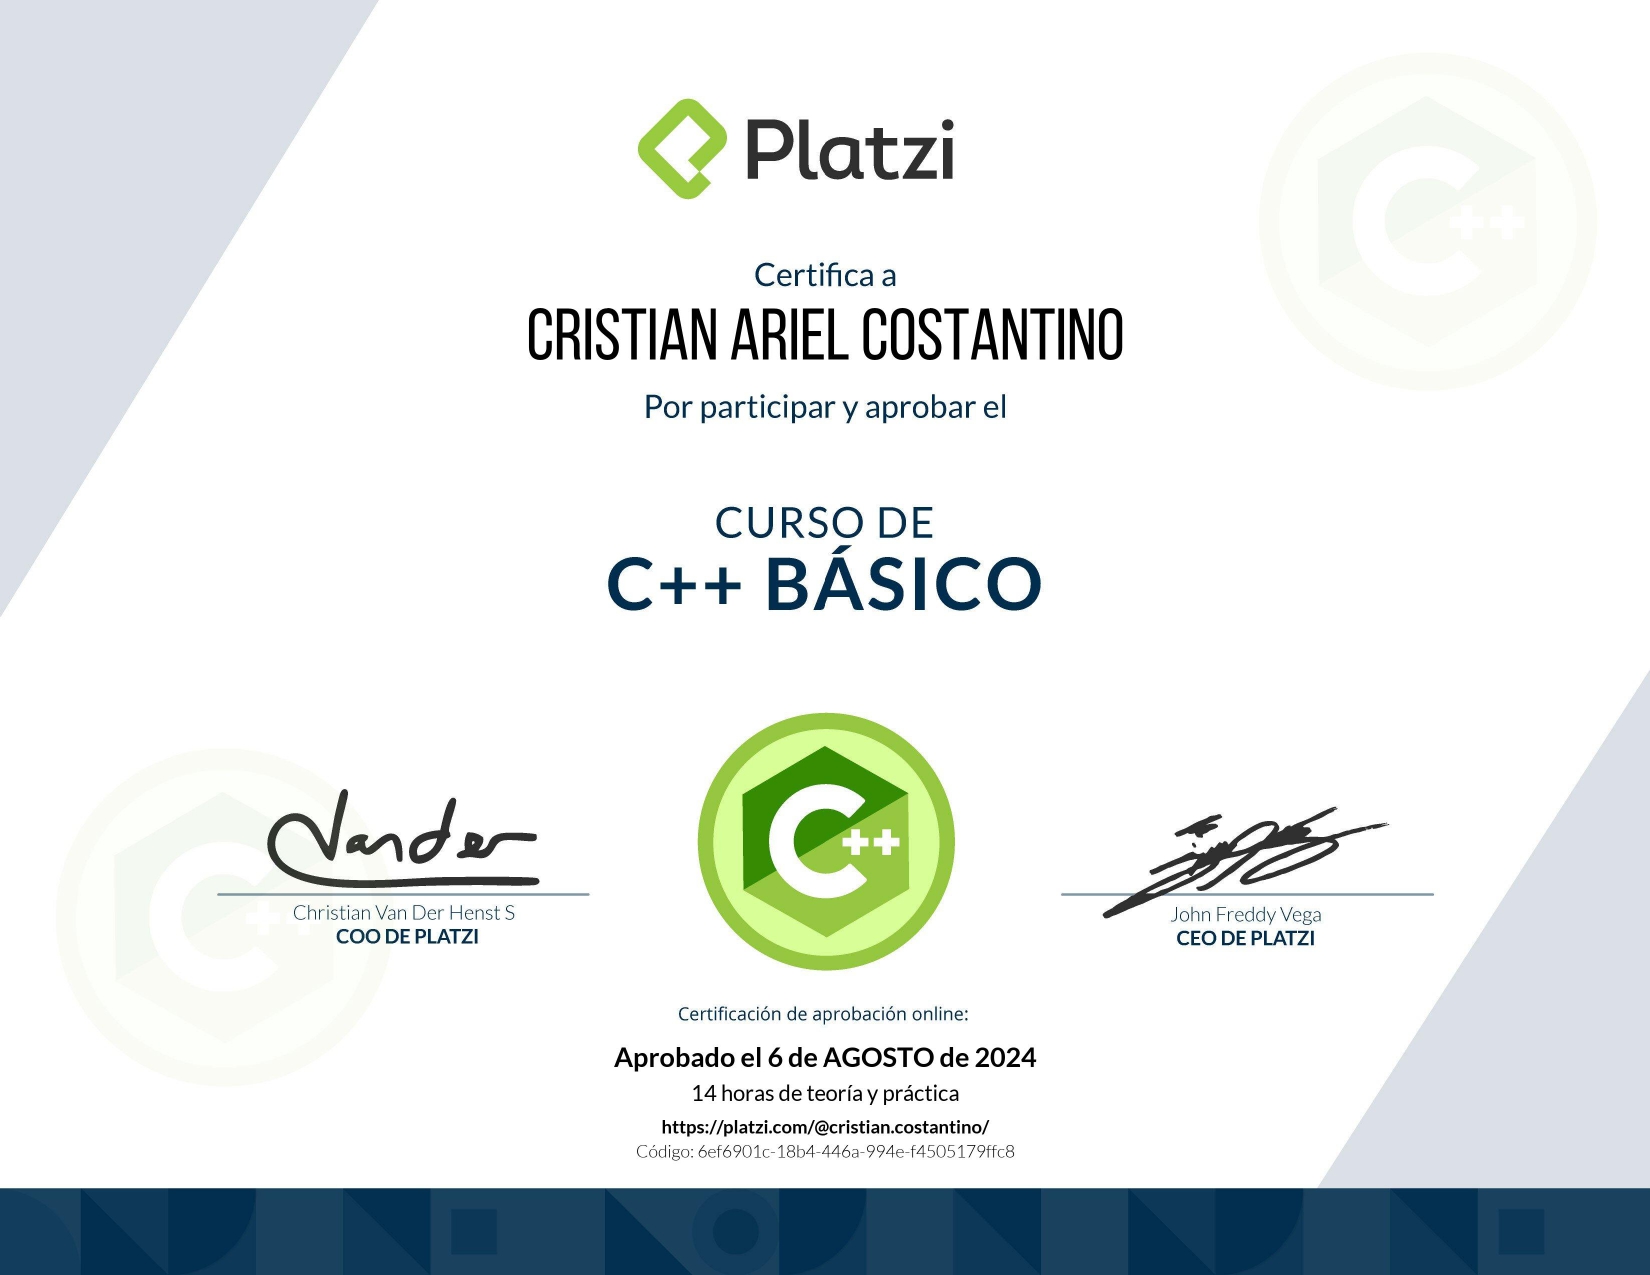 Platzi
Certifica a
CRISTIAN ARIEL COSTANTINO
Por participar y aprobar el
CURSO DE
C++ BÁSICO
C++
C++
Vander
C++
Christian Van Der Henst S
COO DE PLATZI
John Freddy Vega
CEO DE PLATZI
Certificación de aprobación online:
Aprobado el 6 de AGOSTO de 2024
14 horas de teoría y práctica
https://platzi.com/@cristian.costantino/
Código: 6ef6901c-18b4-446a-994e-f4505179ffc8